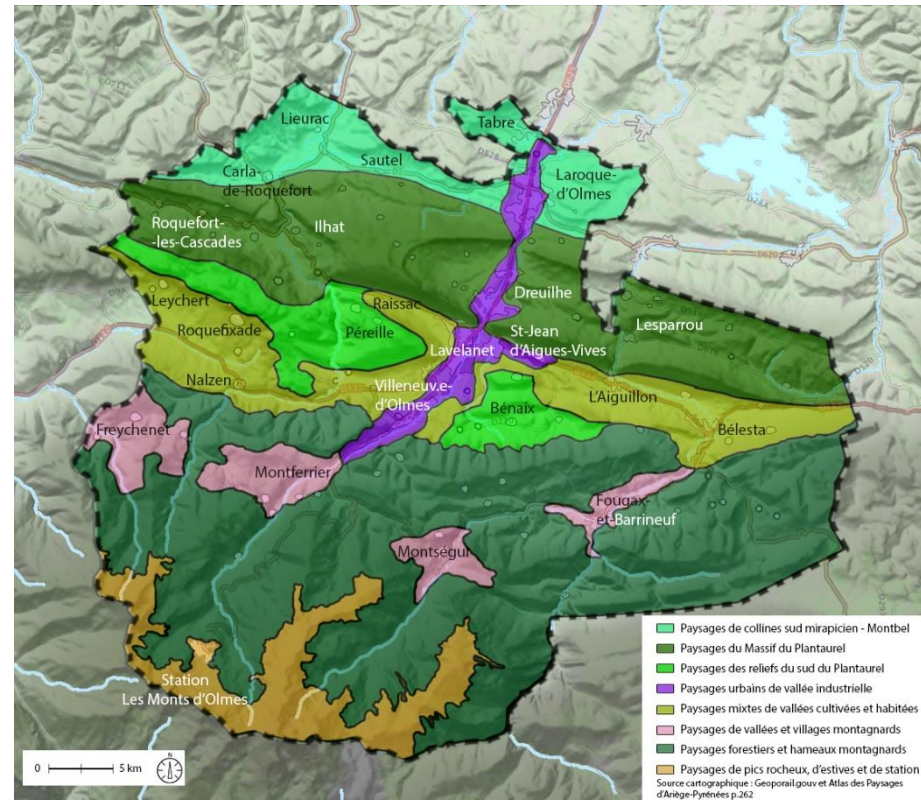 Lieurac
Tabre
Sautel
Carla-
de-Roquefort
Laroque-
d'Olmes
Roquefort-
-les-Cascades
Ilhat
Dreuilhe
Leychert
Raissac
Lesparrou
Roquefixade
Péreille
St-Jean
d'Aigues-Vives
Lavelanet
Nalzen
Villeneuv.e-
d'Olmes
L'Aiguillon
Bénaix
Freychenet
Bélesta
Montferrier
Fougax-
et-Barrineuf
Montségur
Station
Les Monts d'Olmes
0 5 km
N
Paysages de collines sud mirapicien - Montbel
Paysages du Massif du Plantaurel
Paysages des reliefs du sud du Plantaurel
Paysages urbains de vallée industrielle
Paysages mixtes de vallées cultivées et habitées
Paysages de vallées et villages montagnards
Paysages forestiers et hameaux montagnards
Paysages de pics rocheux, d'estives et de station
Source cartographique : Geoporail.gouv et Atlas des Paysages
d'Ariège-Pyrénées p.262